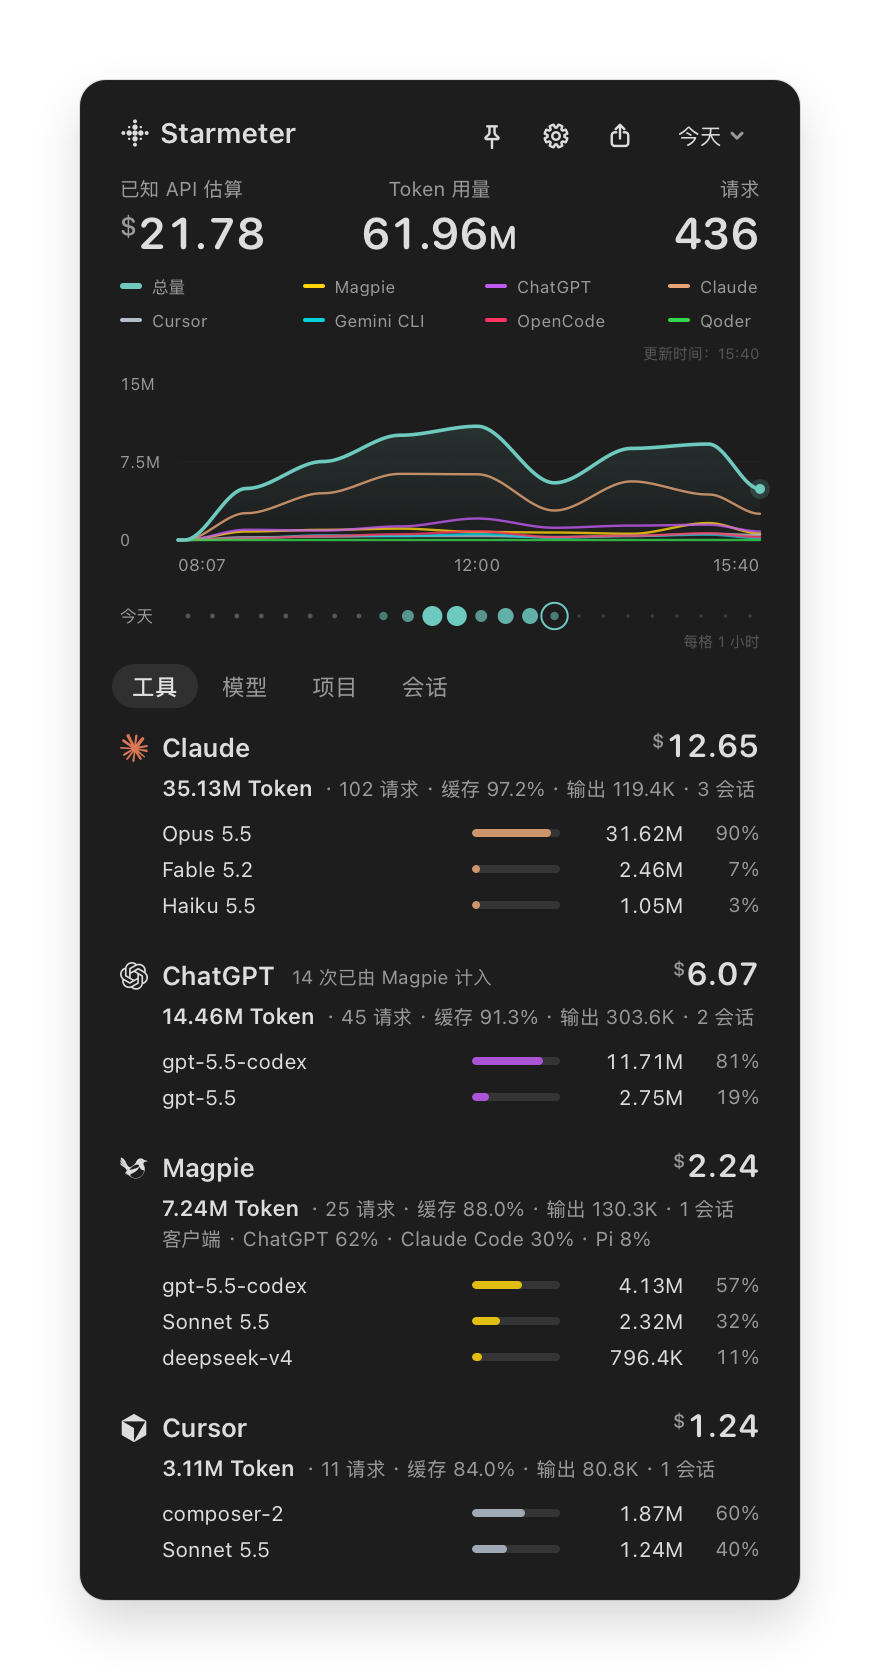 Starmeter 今天
已知 API 估算 Token 用量 请求
$21.78 61.96M 436
总量 Magpie ChatGPT Claude
Cursor Gemini CLI OpenCode Qoder
更新时间：15:40
15M
7.5M
0
08:07 12:00 15:40
今天
每格 1 小时
工具 模型 项目 会话
Claude $12.65
35.13M Token · 102 请求 · 缓存 97.2% · 输出 119.4K · 3 会话
Opus 5.5 31.62M 90%
Fable 5.2 2.46M 7%
Haiku 5.5 1.05M 3%
ChatGPT 14 次已由 Magpie 计入 $6.07
14.46M Token · 45 请求 · 缓存 91.3% · 输出 303.6K · 2 会话
gpt-5.5-codex 11.71M 81%
gpt-5.5 2.75M 19%
Magpie $2.24
7.24M Token · 25 请求 · 缓存 88.0% · 输出 130.3K · 1 会话
客户端 · ChatGPT 62% · Claude Code 30% · Pi 8%
gpt-5.5-codex 4.13M 57%
Sonnet 5.5 2.32M 32%
deepseek-v4 796.4K 11%
Cursor $1.24
3.11M Token · 11 请求 · 缓存 84.0% · 输出 80.8K · 1 会话
composer-2 1.87M 60%
Sonnet 5.5 1.24M 40%